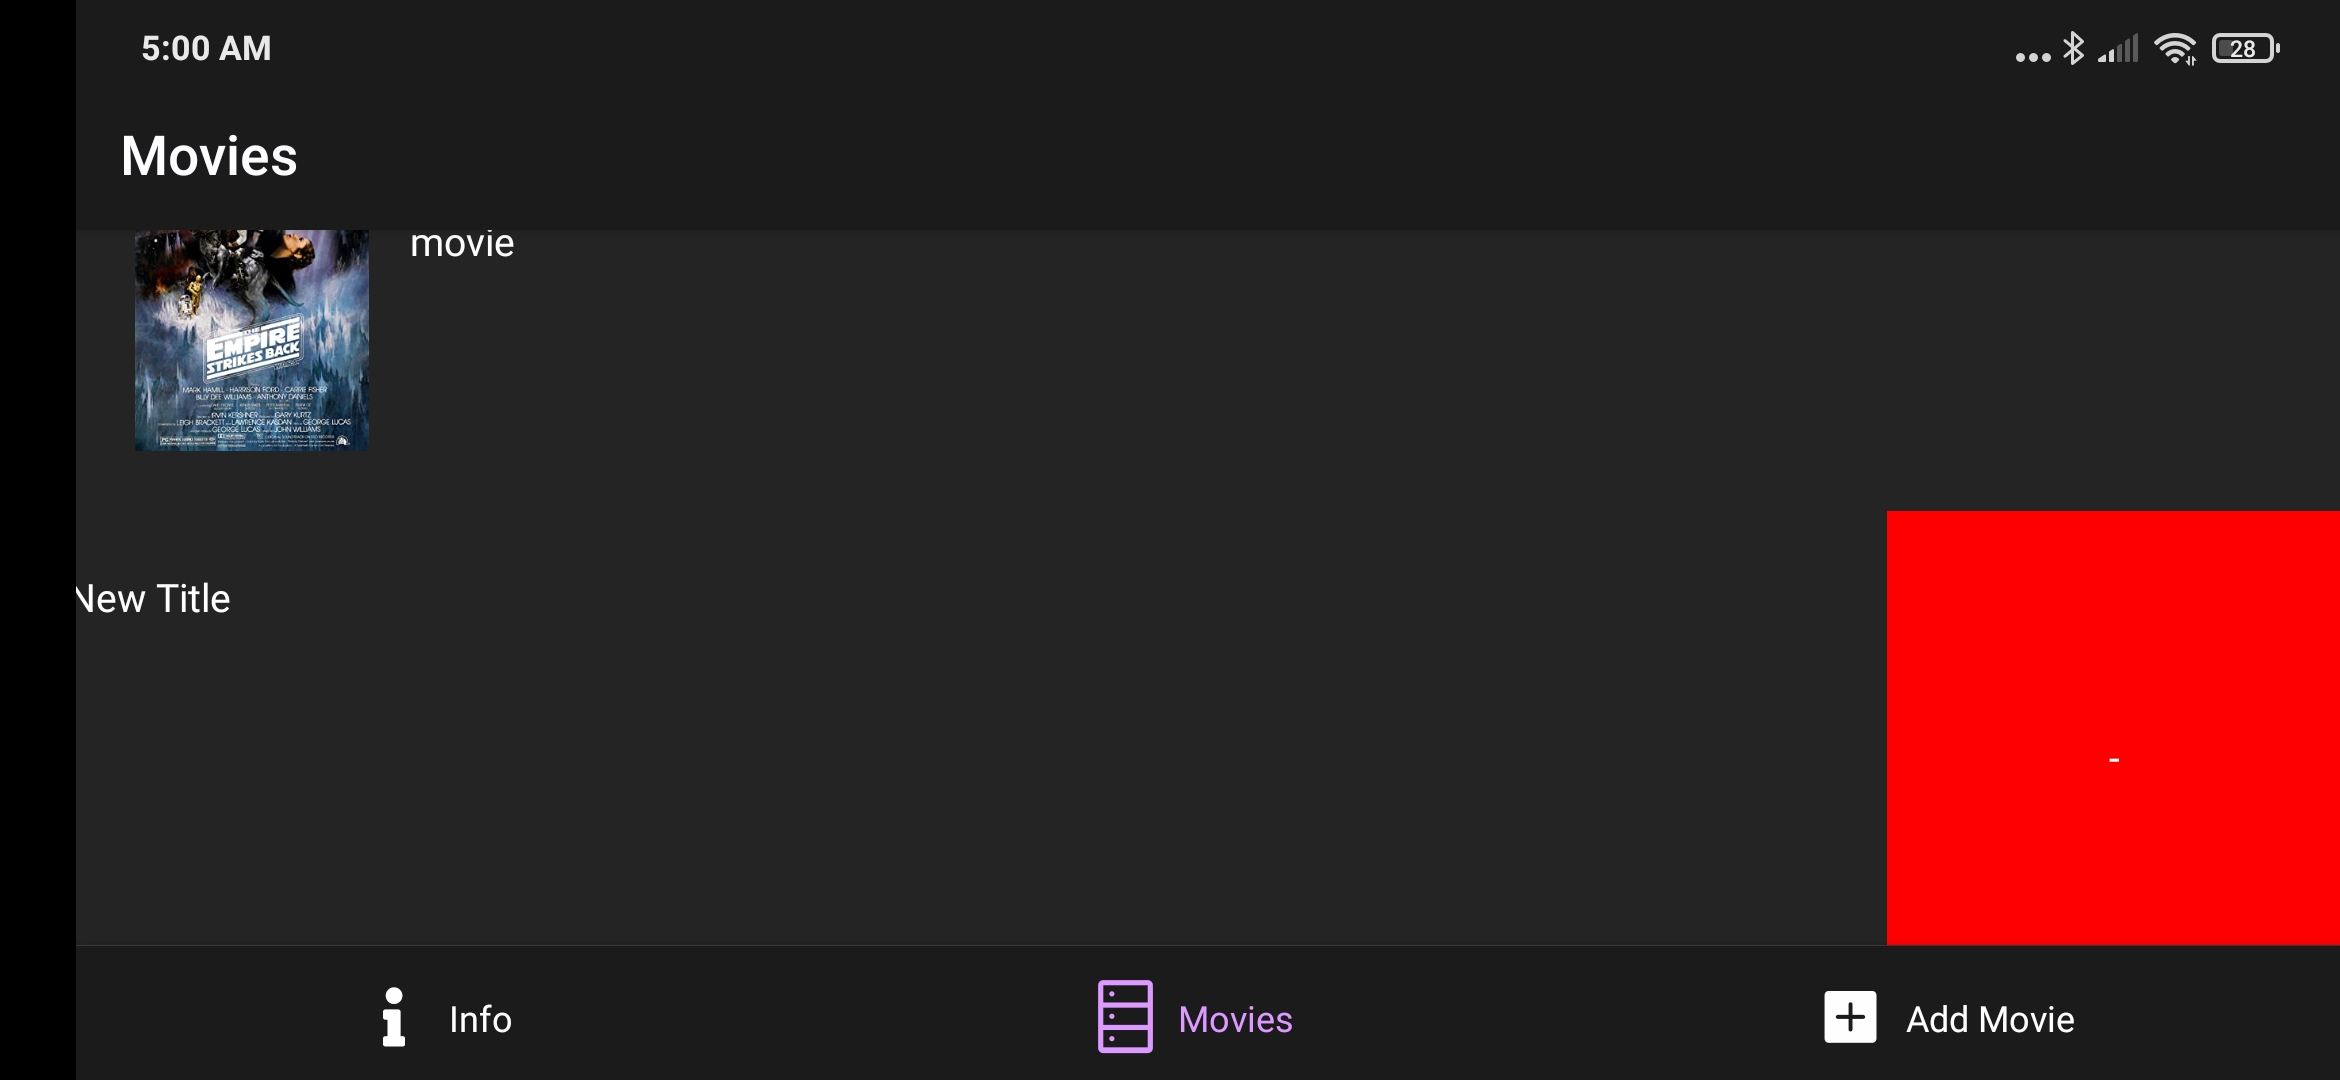 5:00 AM
28
Movies
movie
THE
EMPIRE
STRIKES BACK
MARK HAMILL · HARRISON FORD · CARRIE FISHER
BILLY DEE WILLIAMS · ANTHONY DANIELS
IRVIN KERSHNER GARY KURTZ
LEIGH BRACKETT LAWRENCE KASDAN GEORGE LUCAS
GEORGE LUCAS JOHN WILLIAMS
New Title
-
Info
Movies
Add Movie